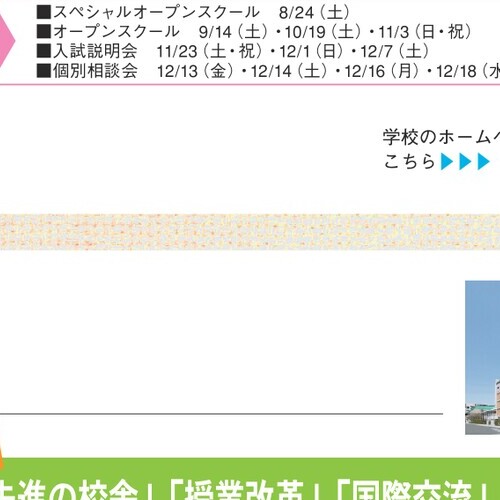 ■スペシャルオープンスクール 8/24（土）
■オープンスクール 9/14（土）・10/19（土）・11/3（日・祝）
■入試説明会 11/23（土・祝）・12/1（日）・12/7（土）
■個別相談会 12/13（金）・12/14（土）・12/16（月）・12/18（水
学校のホーム
こちら▶▶▶
先進の校舎」「授業改革」「国際交流」